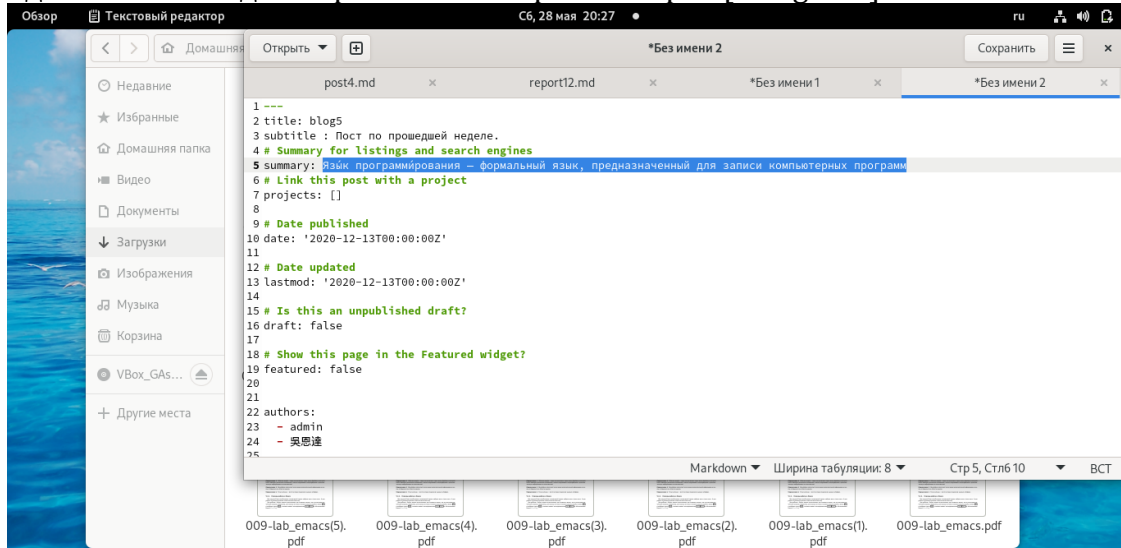 Обзор
Текстовый редактор
Сб, 28 мая 20:27
ru
Домашняя
Открыть
*Без имени 2
Сохранить
post4.md
report12.md
*Без имени 1
*Без имени 2
Недавние
Избранные
Домашняя папка
Видео
Документы
Загрузки
Изображения
Музыка
Корзина
VBox_GAs...
Другие места
1 ---
2 title: blog5
3 subtitle : Пост по прошедшей неделе.
4 # Summary for listings and search engines
5 summary: Язы́к программи́рования — формальный язык, предназначенный для записи компьютерных программ
6 # Link this post with a project
7 projects: []
8
9 # Date published
10 date: '2020-12-13T00:00:00Z'
11
12 # Date updated
13 lastmod: '2020-12-13T00:00:00Z'
14
15 # Is this an unpublished draft?
16 draft: false
17
18 # Show this page in the Featured widget?
19 featured: false
20
21
22 authors:
23 - admin
24 - 吳恩達
25
Markdown
Ширина табуляции: 8
Стр 5, Стлб 10
ВСТ
009-lab_emacs(5).pdf
009-lab_emacs(4).pdf
009-lab_emacs(3).pdf
009-lab_emacs(2).pdf
009-lab_emacs(1).pdf
009-lab_emacs.pdf